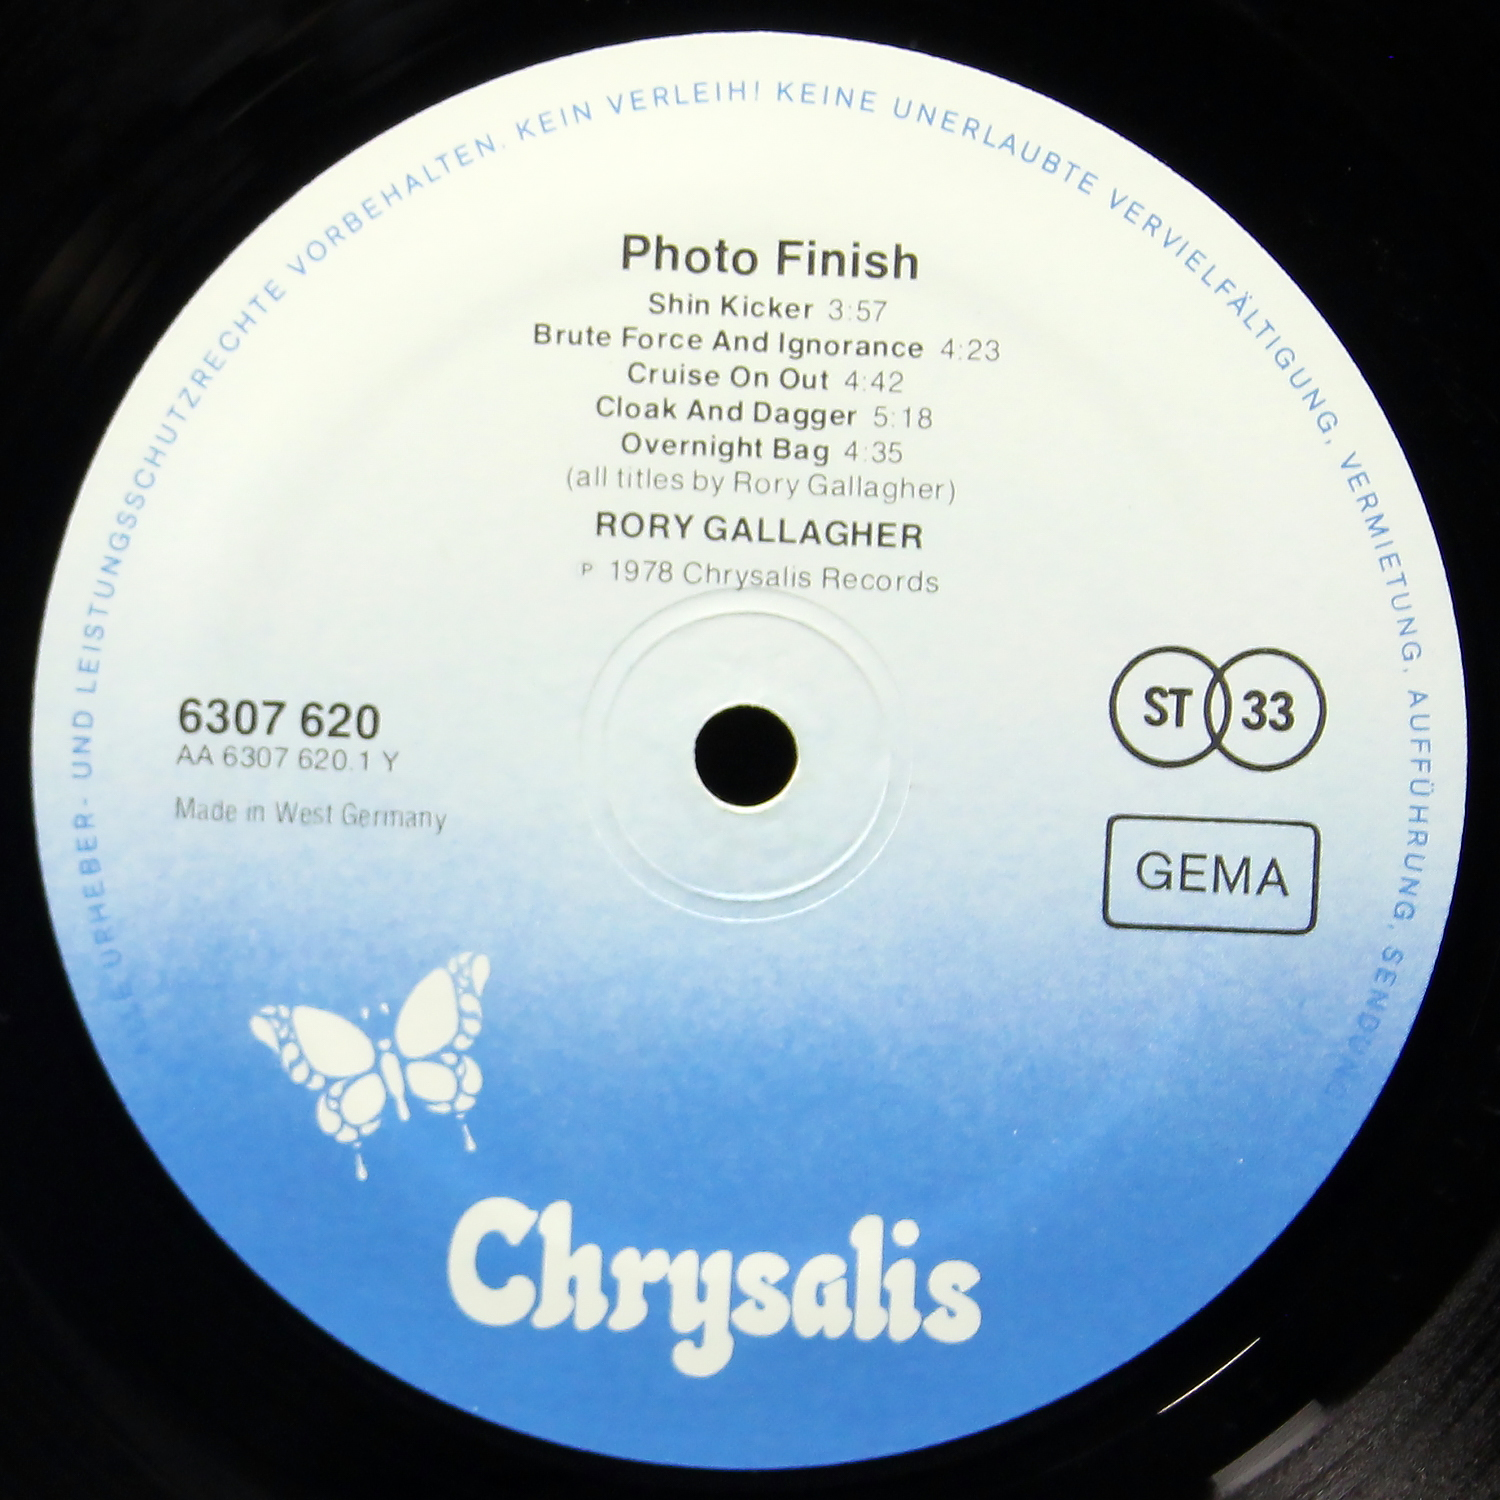 ALLE URHEBER- UND LEISTUNGSSCHUTZRECHTE VORBEHALTEN. KEIN VERLEIH! KEINE UNERLAUBTE VERVIELFÄLTIGUNG, VERMIETUNG, AUFFÜHRUNG, SENDUNG!
Photo Finish
Shin Kicker 3:57
Brute Force And Ignorance 4:23
Cruise On Out 4:42
Cloak And Dagger 5:18
Overnight Bag 4:35
(all titles by Rory Gallagher)
RORY GALLAGHER
℗ 1978 Chrysalis Records
6307 620
AA 6307 620.1 Y
Made in West Germany
ST 33
GEMA
Chrysalis